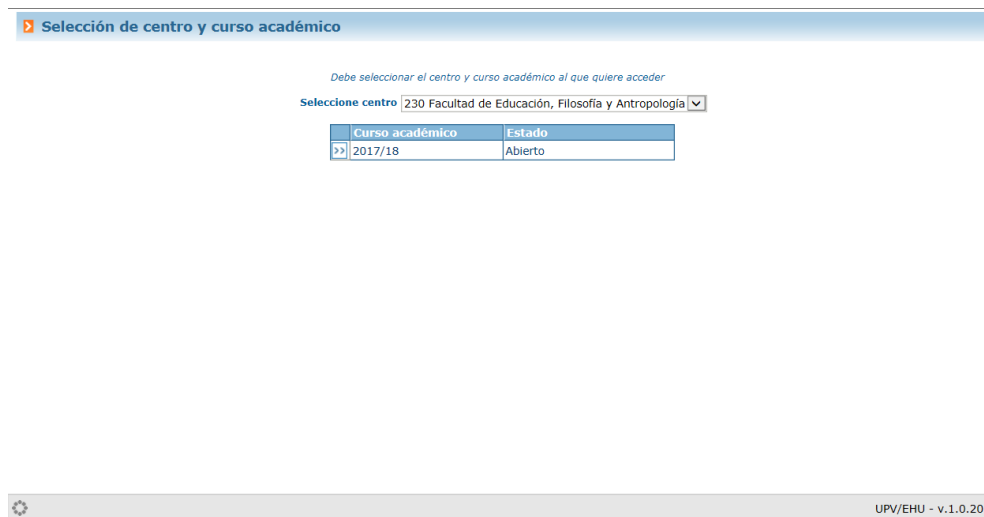 Selección de centro y curso académico
Debe seleccionar el centro y curso académico al que quiere acceder
Seleccione centro 230 Facultad de Educación, Filosofía y Antropología
Curso académico Estado
>> 2017/18 Abierto
UPV/EHU - v.1.0.20